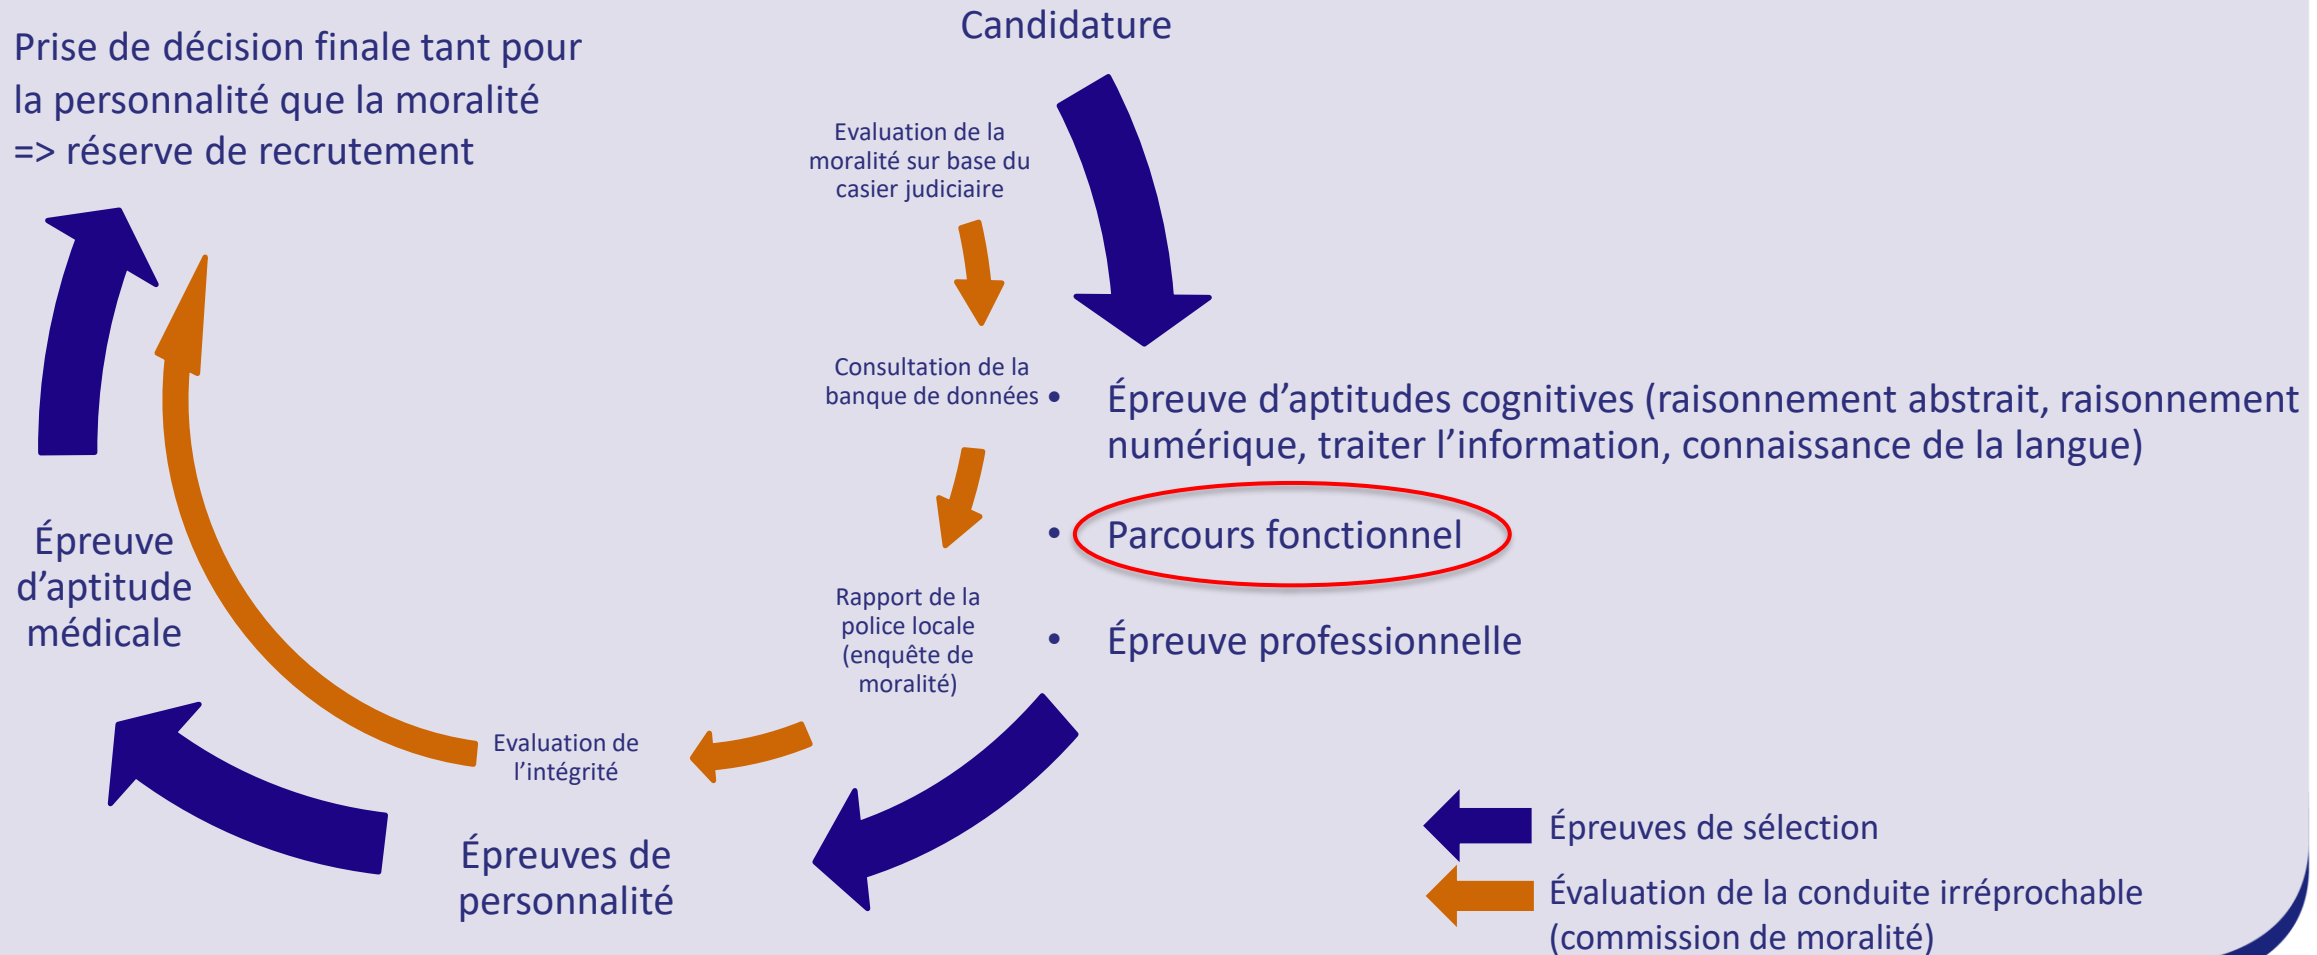 Candidature
Prise de décision finale tant pour
la personnalité que la moralité
=> réserve de recrutement
Evaluation de la
moralité sur base du
casier judiciaire
Consultation de la
banque de données
• Épreuve d’aptitudes cognitives (raisonnement abstrait, raisonnement
numérique, traiter l’information, connaissance de la langue)
• Parcours fonctionnel
• Épreuve professionnelle
Rapport de la
police locale
(enquête de
moralité)
Evaluation de
l’intégrité
Épreuves de
personnalité
Épreuve
d’aptitude
médicale
Épreuves de sélection
Évaluation de la conduite irréprochable
(commission de moralité)